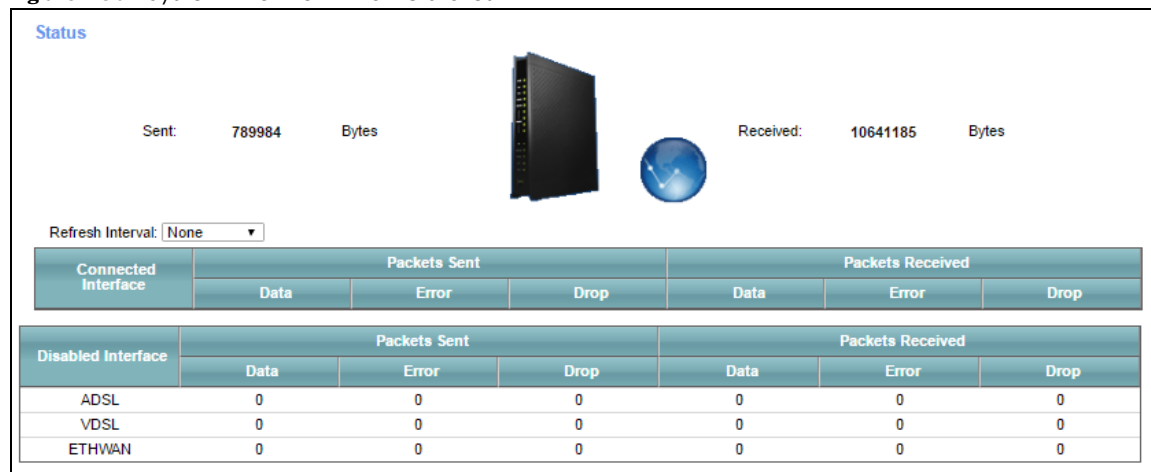 Status
Sent: 789984 Bytes
Received: 10641185 Bytes
Refresh Interval: None
Connected Interface Packets Sent Packets Received
Data Error Drop Data Error Drop
Disabled Interface Packets Sent Packets Received
Data Error Drop Data Error Drop
ADSL 0 0 0 0 0 0
VDSL 0 0 0 0 0 0
ETHWAN 0 0 0 0 0 0